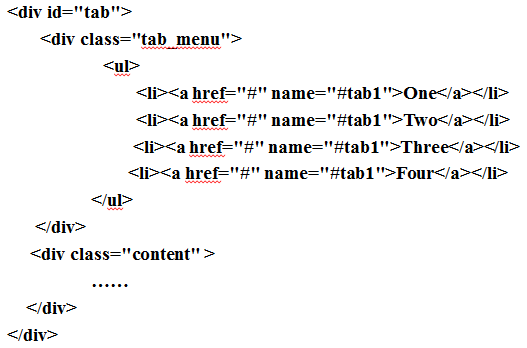 <div id="tab">
<div class="tab_menu">
<ul>
<li><a href="#" name="#tab1">One</a></li>
<li><a href="#" name="#tab1">Two</a></li>
<li><a href="#" name="#tab1">Three</a></li>
<li><a href="#" name="#tab1">Four</a></li>
</ul>
</div>
<div class="content" >
……
</div>
</div>